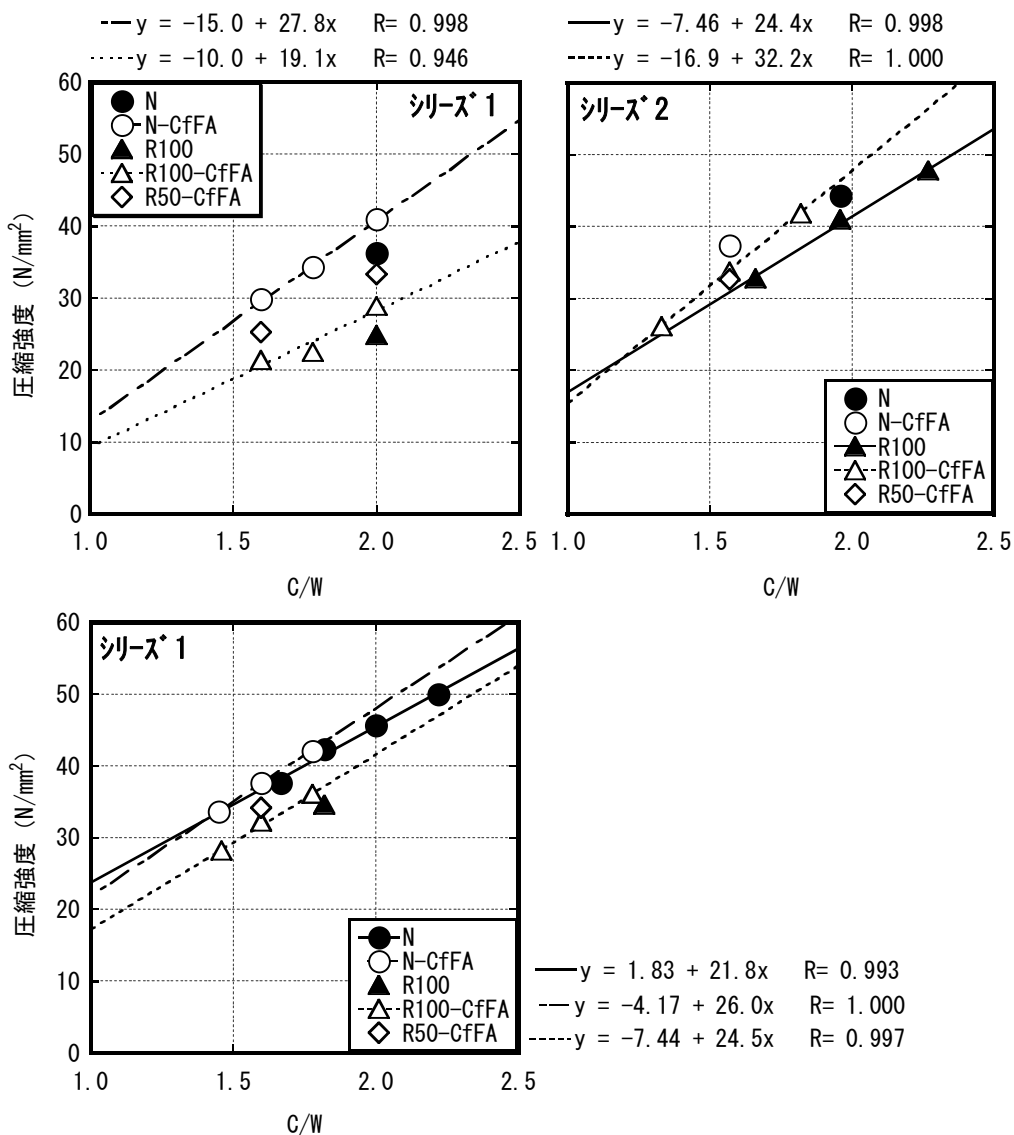 y = -15.0 + 27.8x R= 0.998
y = -10.0 + 19.1x R= 0.946
y = -7.46 + 24.4x R= 0.998
y = -16.9 + 32.2x R= 1.000
シリーズ1
N
N-CfFA
R100
R100-CfFA
R50-CfFA
60
50
40
30
20
10
0
圧縮強度 (N/mm²)
1.0 1.5 2.0 2.5
C/W
シリーズ2
N
N-CfFA
R100
R100-CfFA
R50-CfFA
1.0 1.5 2.0 2.5
C/W
シリーズ1
60
50
40
30
20
10
0
圧縮強度 (N/mm²)
N
N-CfFA
R100
R100-CfFA
R50-CfFA
1.0 1.5 2.0 2.5
C/W
y = 1.83 + 21.8x R= 0.993
y = -4.17 + 26.0x R= 1.000
y = -7.44 + 24.5x R= 0.997